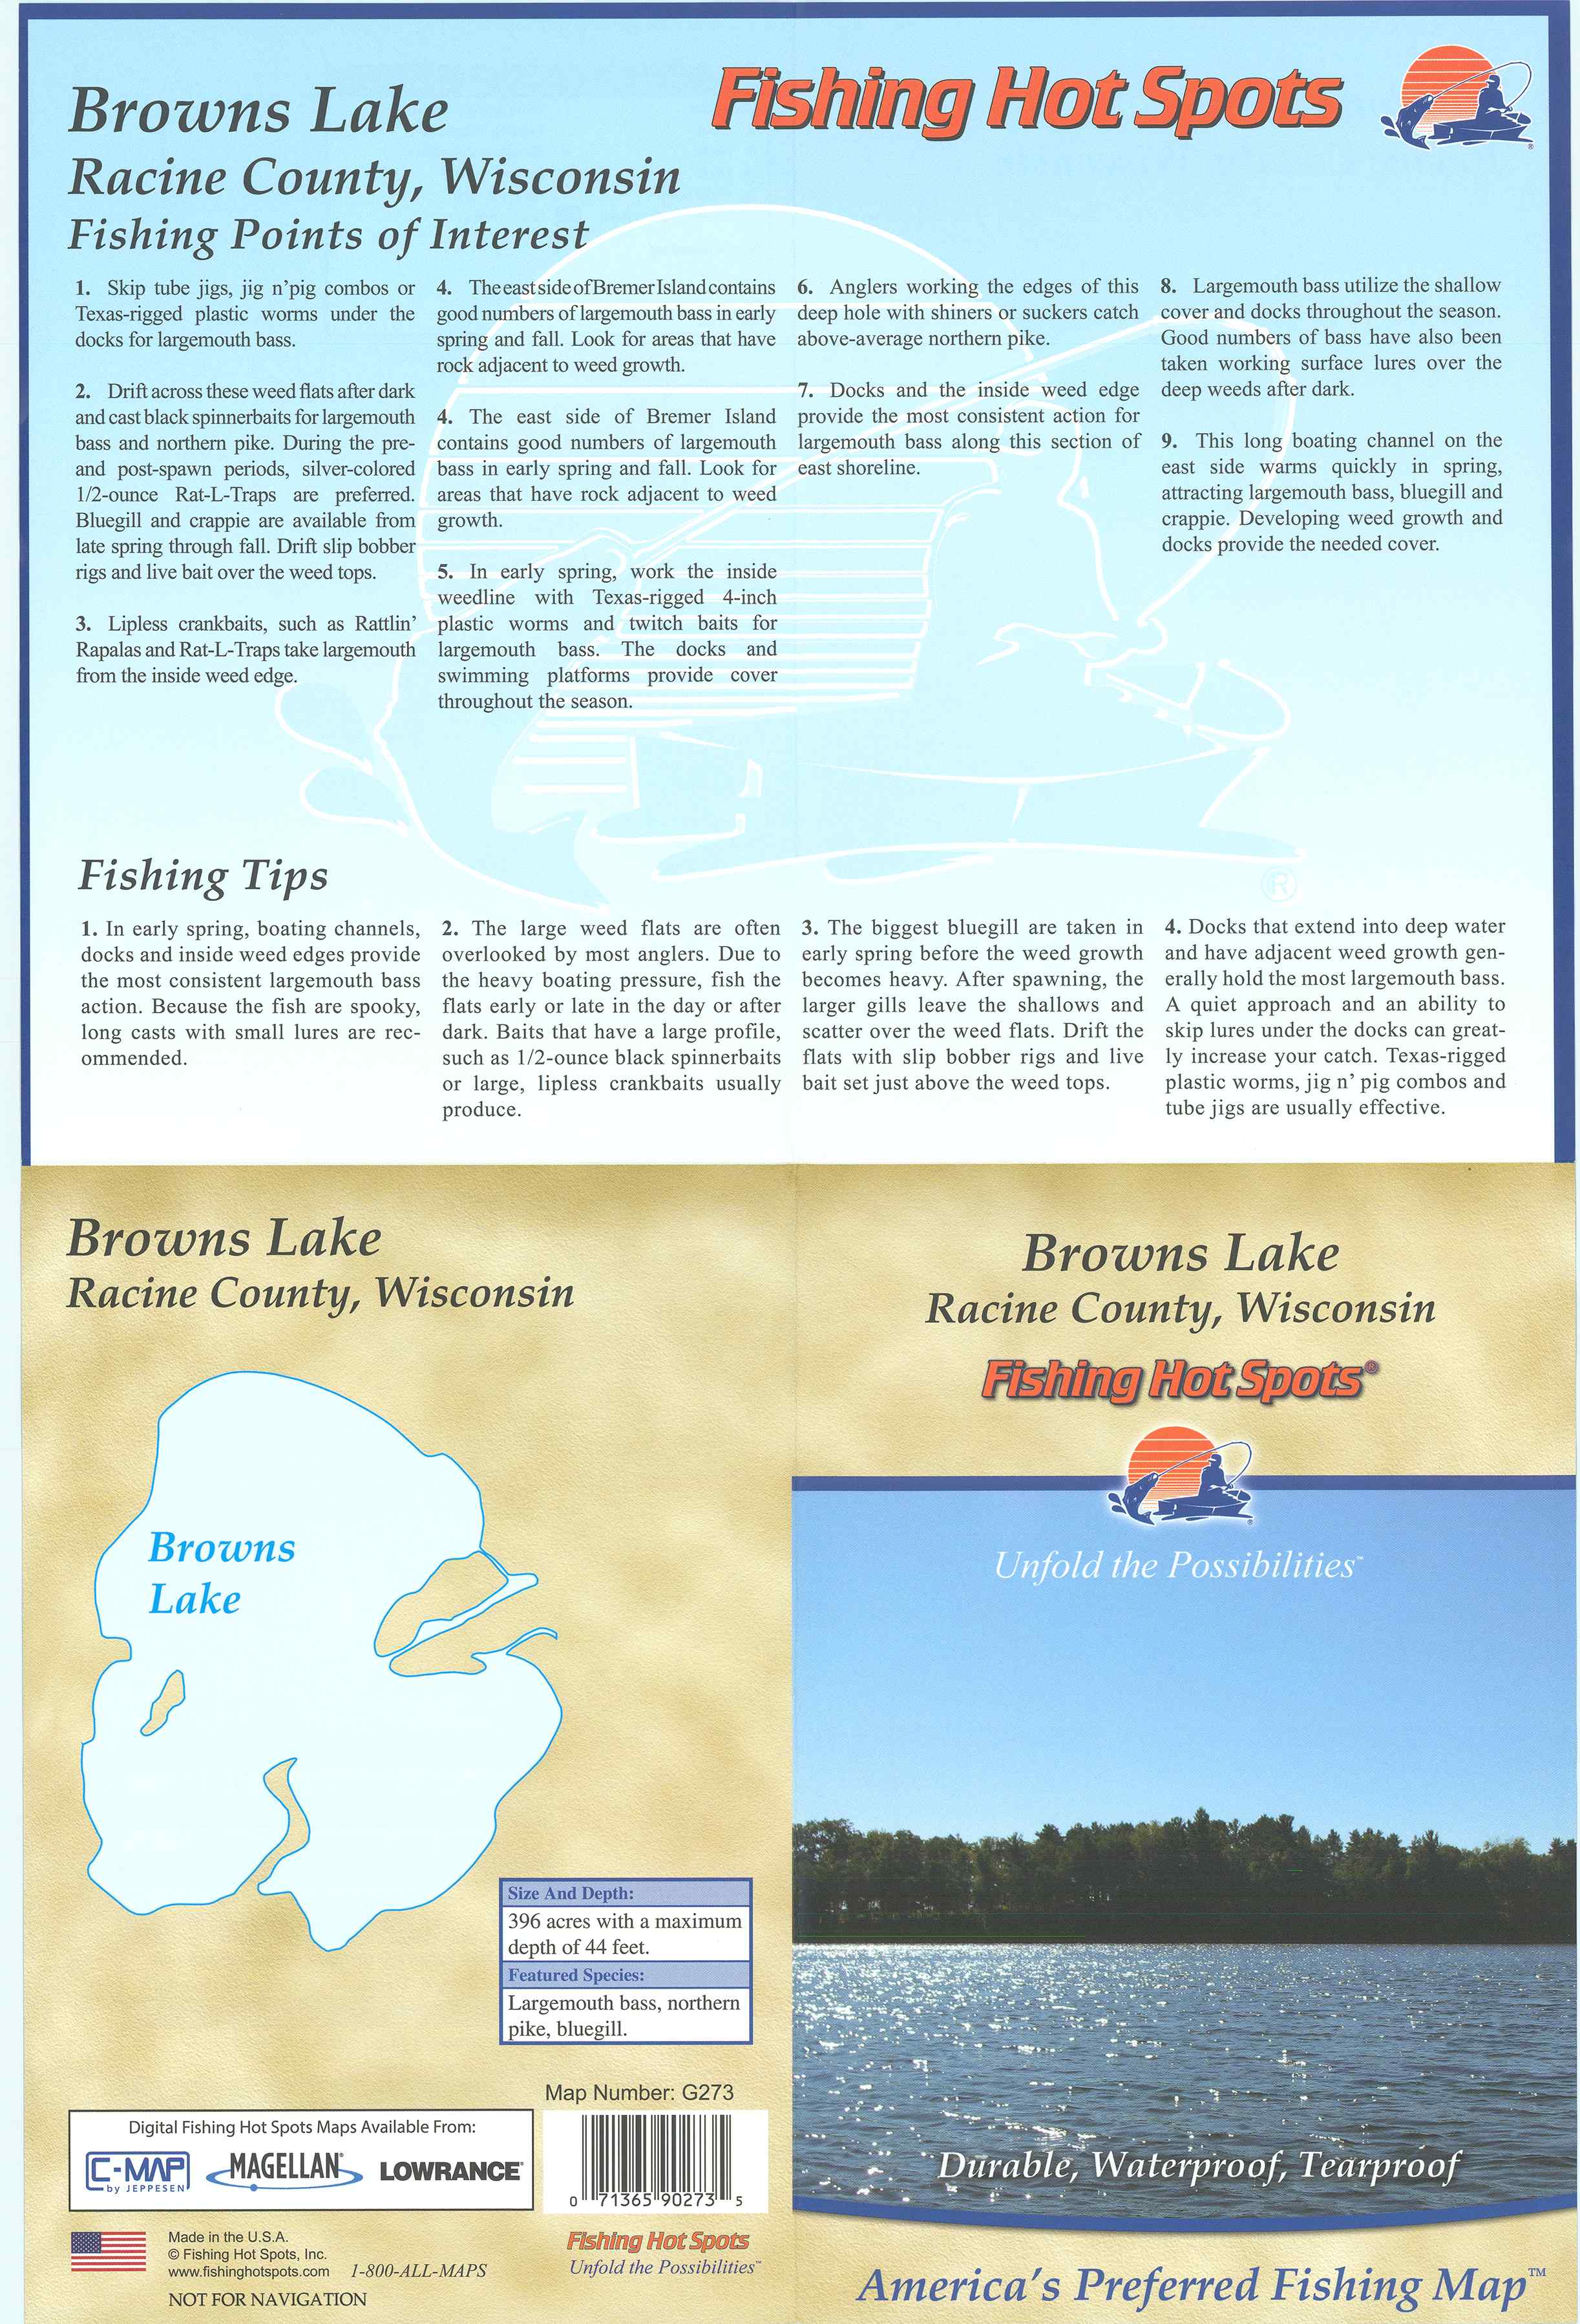 Browns Lake
Racine County, Wisconsin
Fishing Points of Interest
Fishing Hot Spots
®
1. Skip tube jigs, jig n'pig combos or
Texas-rigged plastic worms under the
docks for largemouth bass.
2. Drift across these weed flats after dark
and cast black spinnerbaits for largemouth
bass and northern pike. During the pre-
and post-spawn periods, silver-colored
1/2-ounce Rat-L-Traps are preferred.
Bluegill and crappie are available from
late spring through fall. Drift slip bobber
rigs and live bait over the weed tops.
3. Lipless crankbaits, such as Rattlin'
Rapalas and Rat-L-Traps take largemouth
from the inside weed edge.
4. The east side of Bremer Island contains
good numbers of largemouth bass in early
spring and fall. Look for areas that have
rock adjacent to weed growth.
4. The east side of Bremer Island
contains good numbers of largemouth
bass in early spring and fall. Look for
areas that have rock adjacent to weed
growth.
5. In early spring, work the inside
weedline with Texas-rigged 4-inch
plastic worms and twitch baits for
largemouth bass. The docks and
swimming platforms provide cover
throughout the season.
6. Anglers working the edges of this
deep hole with shiners or suckers catch
above-average northern pike.
7. Docks and the inside weed edge
provide the most consistent action for
largemouth bass along this section of
east shoreline.
8. Largemouth bass utilize the shallow
cover and docks throughout the season.
Good numbers of bass have also been
taken working surface lures over the
deep weeds after dark.
9. This long boating channel on the
east side warms quickly in spring,
attracting largemouth bass, bluegill and
crappie. Developing weed growth and
docks provide the needed cover.
®
Fishing Tips
1. In early spring, boating channels,
docks and inside weed edges provide
the most consistent largemouth bass
action. Because the fish are spooky,
long casts with small lures are rec-
ommended.
2. The large weed flats are often
overlooked by most anglers. Due to
the heavy boating pressure, fish the
flats early or late in the day or after
dark. Baits that have a large profile,
such as 1/2-ounce black spinnerbaits
or large, lipless crankbaits usually
produce.
3. The biggest bluegill are taken in
early spring before the weed growth
becomes heavy. After spawning, the
larger gills leave the shallows and
scatter over the weed flats. Drift the
flats with slip bobber rigs and live
bait set just above the weed tops.
4. Docks that extend into deep water
and have adjacent weed growth gen-
erally hold the most largemouth bass.
A quiet approach and an ability to
skip lures under the docks can great-
ly increase your catch. Texas-rigged
plastic worms, jig n' pig combos and
tube jigs are usually effective.
Browns Lake
Racine County, Wisconsin
Browns
Lake
Size And Depth:
396 acres with a maximum
depth of 44 feet.
Featured Species:
Largemouth bass, northern
pike, bluegill.
Map Number: G273
Digital Fishing Hot Spots Maps Available From:
C-MAP
by JEPPESEN
MAGELLAN®
LOWRANCE®
0 71365 90273 5
Made in the U.S.A.
© Fishing Hot Spots, Inc.
www.fishinghotspots.com 1-800-ALL-MAPS
NOT FOR NAVIGATION
Fishing Hot Spots
Unfold the Possibilities™
Browns Lake
Racine County, Wisconsin
Fishing Hot Spots®
®
Unfold the Possibilities™
Durable, Waterproof, Tearproof
America's Preferred Fishing Map™